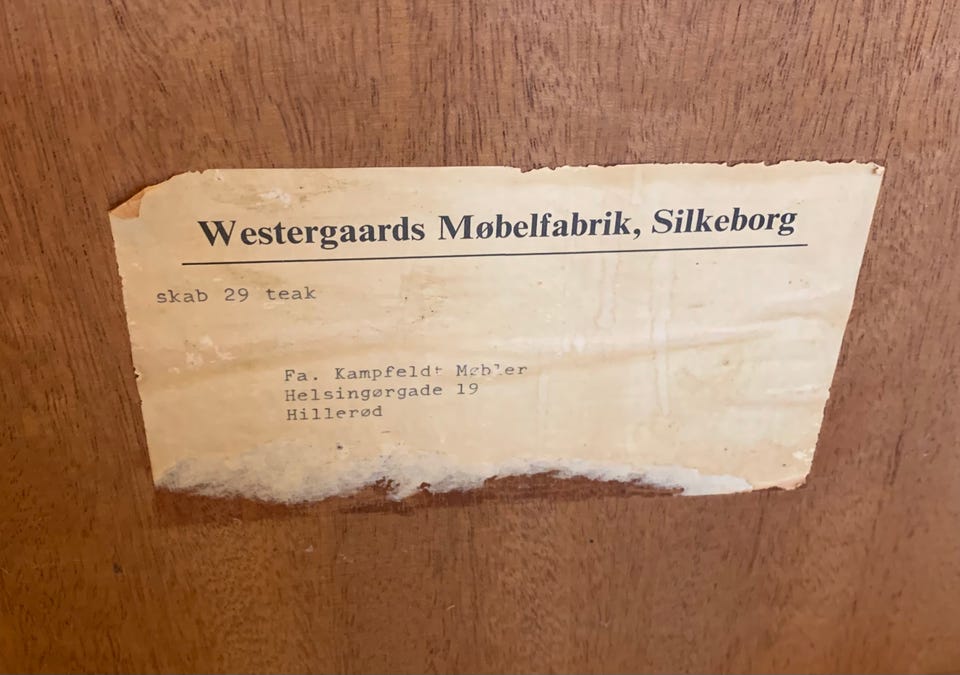 Westergaards Møbelfabrik, Silkeborg
skab 29 teak
Fa. Kampfeldt Møbler
Helsingørgade 19
Hillerød